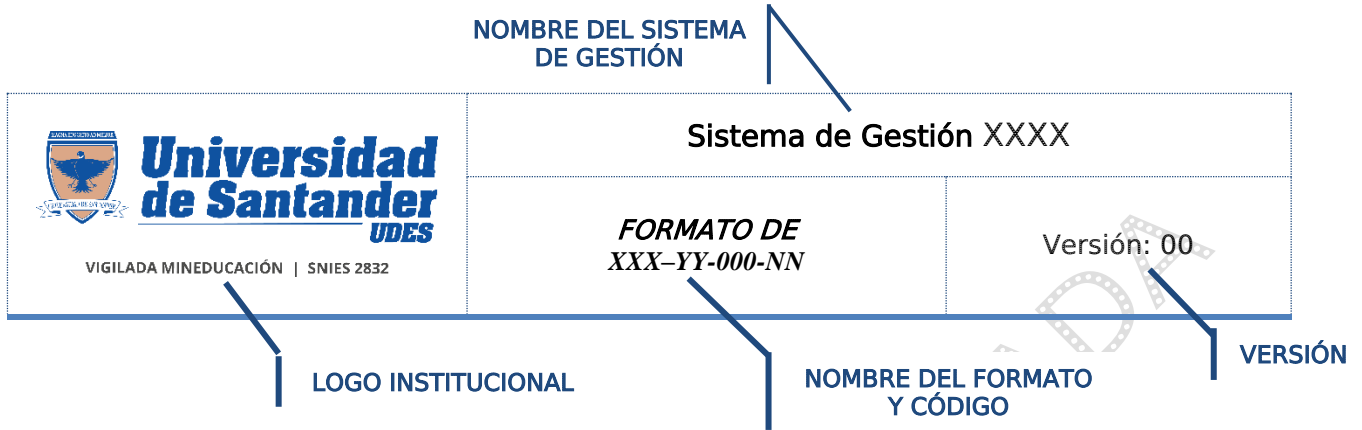 NOMBRE DEL SISTEMA
DE GESTIÓN
Sistema de Gestión XXXX
Universidad
de Santander
UDES
VIGILADA MINEDUCACIÓN | SNIES 2832
FORMATO DE
XXX–YY-000-NN
Versión: 00
DA
LOGO INSTITUCIONAL
NOMBRE DEL FORMATO
Y CÓDIGO
VERSIÓN